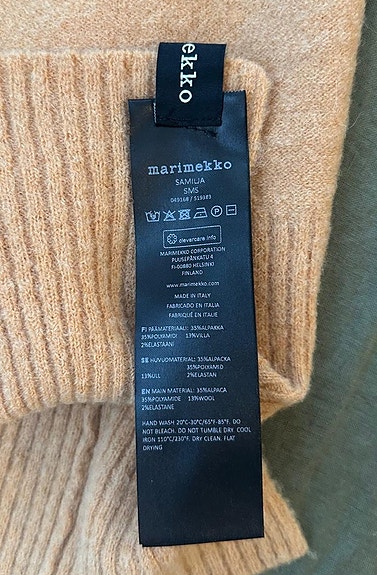 ekko
marimekko
SAMILJA
SMS
049168 / 519383
clevercare.info
MARIMEKKO CORPORATION
PUUSEPÄNKATU 4
FI-00880 HELSINKI
FINLAND
www.marimekko.com
MADE IN ITALY
FABRICADO EN ITALIA
FABRIQUÉ EN ITALIE
FI PÄÄMATERIAALI: 35%ALPAKKA
35%POLYAMIDI 13%VILLA
2%ELASTAANI
SE HUVUDMATERIAL: 35%ALPACKA
35%POLYAMID
13%ULL 2%ELASTAN
EN MAIN MATERIAL: 35%ALPACA
35%POLYAMIDE 13%WOOL
2%ELASTANE
HAND WASH 20°C-30°C/65°F-85°F. DO
NOT BLEACH. DO NOT TUMBLE DRY. COOL
IRON 110°C/230°F. DRY CLEAN. FLAT
DRYING